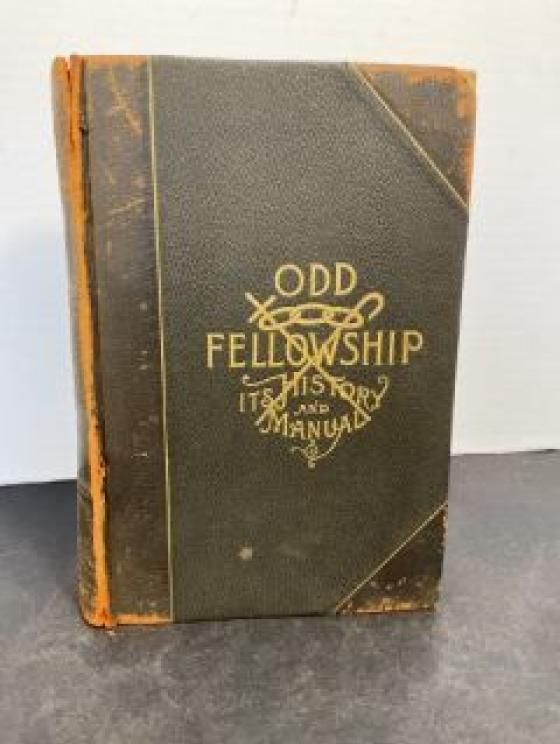 ODD
FELLOWSHIP
ITS HISTORY
AND
MANUAL